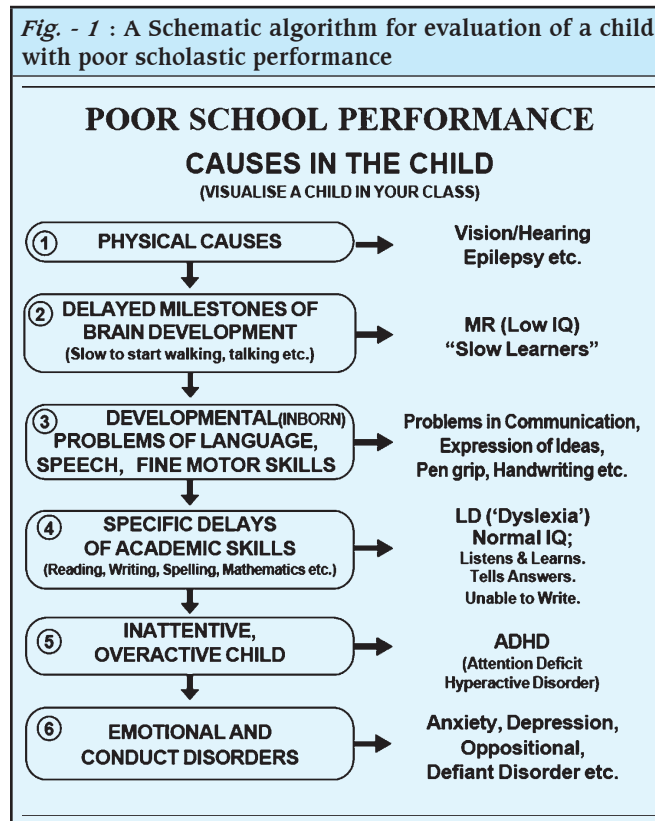 Fig. - 1 : A Schematic algorithm for evaluation of a child
with poor scholastic performance
POOR SCHOOL PERFORMANCE
CAUSES IN THE CHILD
(VISUALISE A CHILD IN YOUR CLASS)
1 PHYSICAL CAUSES
Vision/Hearing
Epilepsy etc.
2 DELAYED MILESTONES OF
BRAIN DEVELOPMENT
(Slow to start walking, talking etc.)
MR (Low IQ)
“Slow Learners”
3 DEVELOPMENTAL(INBORN)
PROBLEMS OF LANGUAGE,
SPEECH, FINE MOTOR SKILLS
Problems in Communication,
Expression of Ideas,
Pen grip, Handwriting etc.
4 SPECIFIC DELAYS
OF ACADEMIC SKILLS
(Reading, Writing, Spelling, Mathematics etc.)
LD (‘Dyslexia’)
Normal IQ;
Listens & Learns.
Tells Answers.
Unable to Write.
5 INATTENTIVE,
OVERACTIVE CHILD
ADHD
(Attention Deficit
Hyperactive Disorder)
6 EMOTIONAL AND
CONDUCT DISORDERS
Anxiety, Depression,
Oppositional,
Defiant Disorder etc.